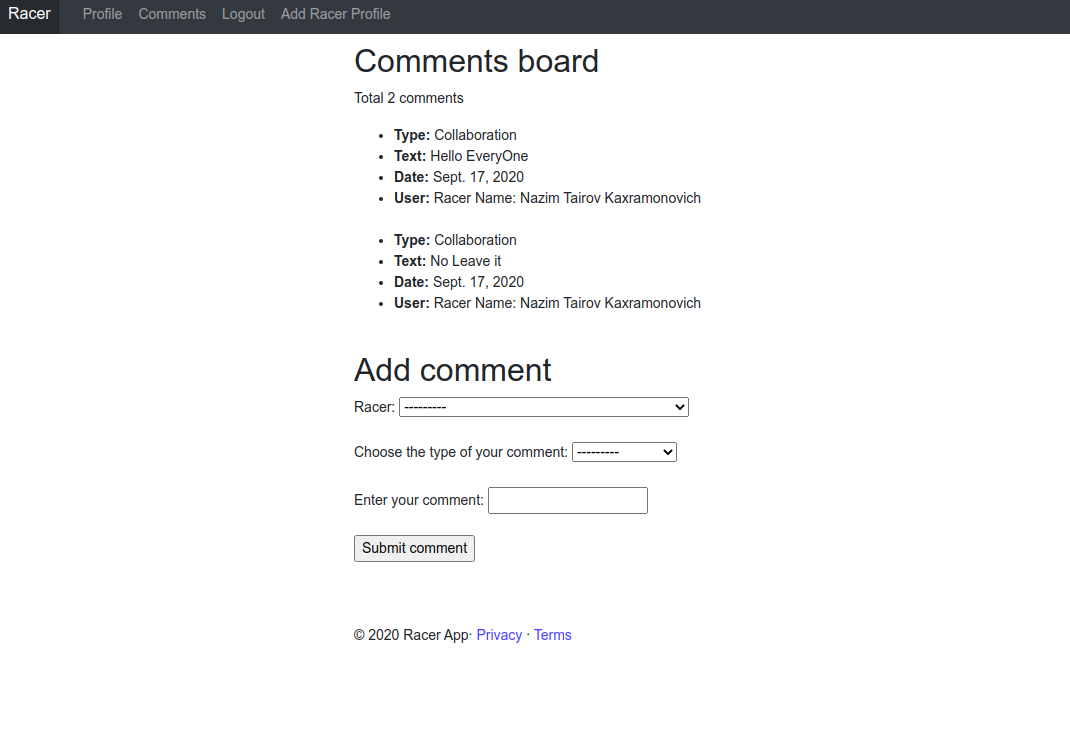 Racer Profile Comments Logout Add Racer Profile
Comments board
Total 2 comments
Type: Collaboration
Text: Hello EveryOne
Date: Sept. 17, 2020
User: Racer Name: Nazim Tairov Kaxramonovich
Type: Collaboration
Text: No Leave it
Date: Sept. 17, 2020
User: Racer Name: Nazim Tairov Kaxramonovich
Add comment
Racer: ---------
Choose the type of your comment: ---------
Enter your comment:
Submit comment
© 2020 Racer App· Privacy · Terms